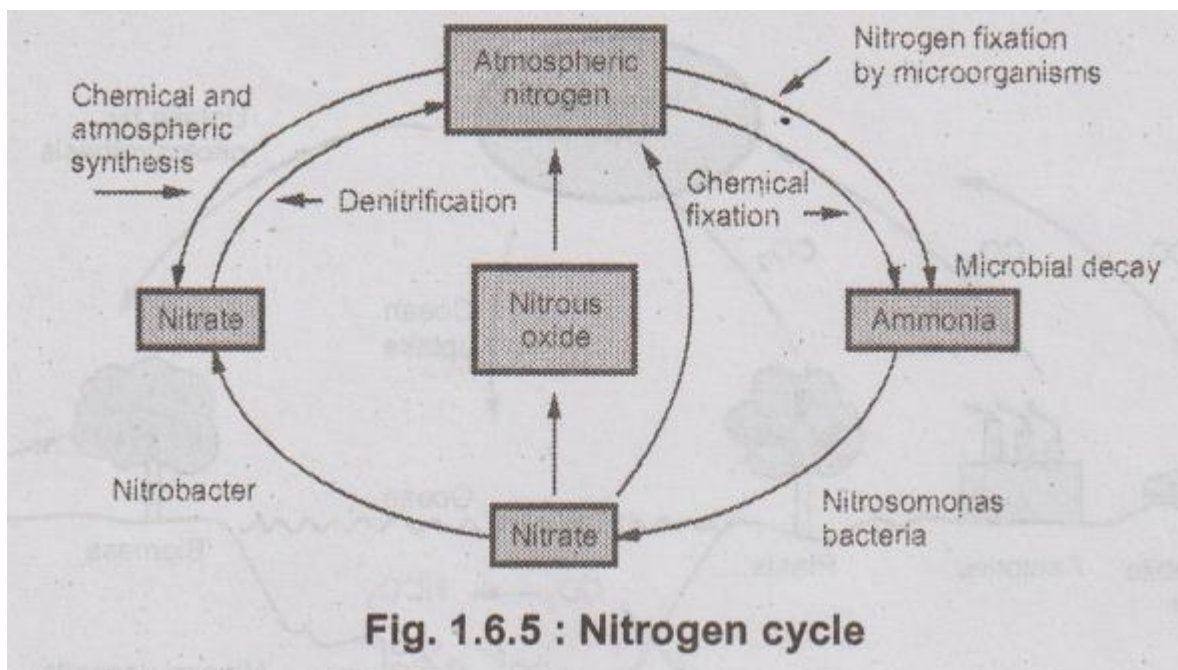 Atmospheric
nitrogen
Nitrogen fixation
by microorganisms
Chemical and
atmospheric
synthesis
Denitrification
Chemical
fixation
Microbial decay
Nitrate
Nitrous
oxide
Ammonia
Nitrobacter
Nitrate
Nitrosomonas
bacteria
Fig. 1.6.5 : Nitrogen cycle